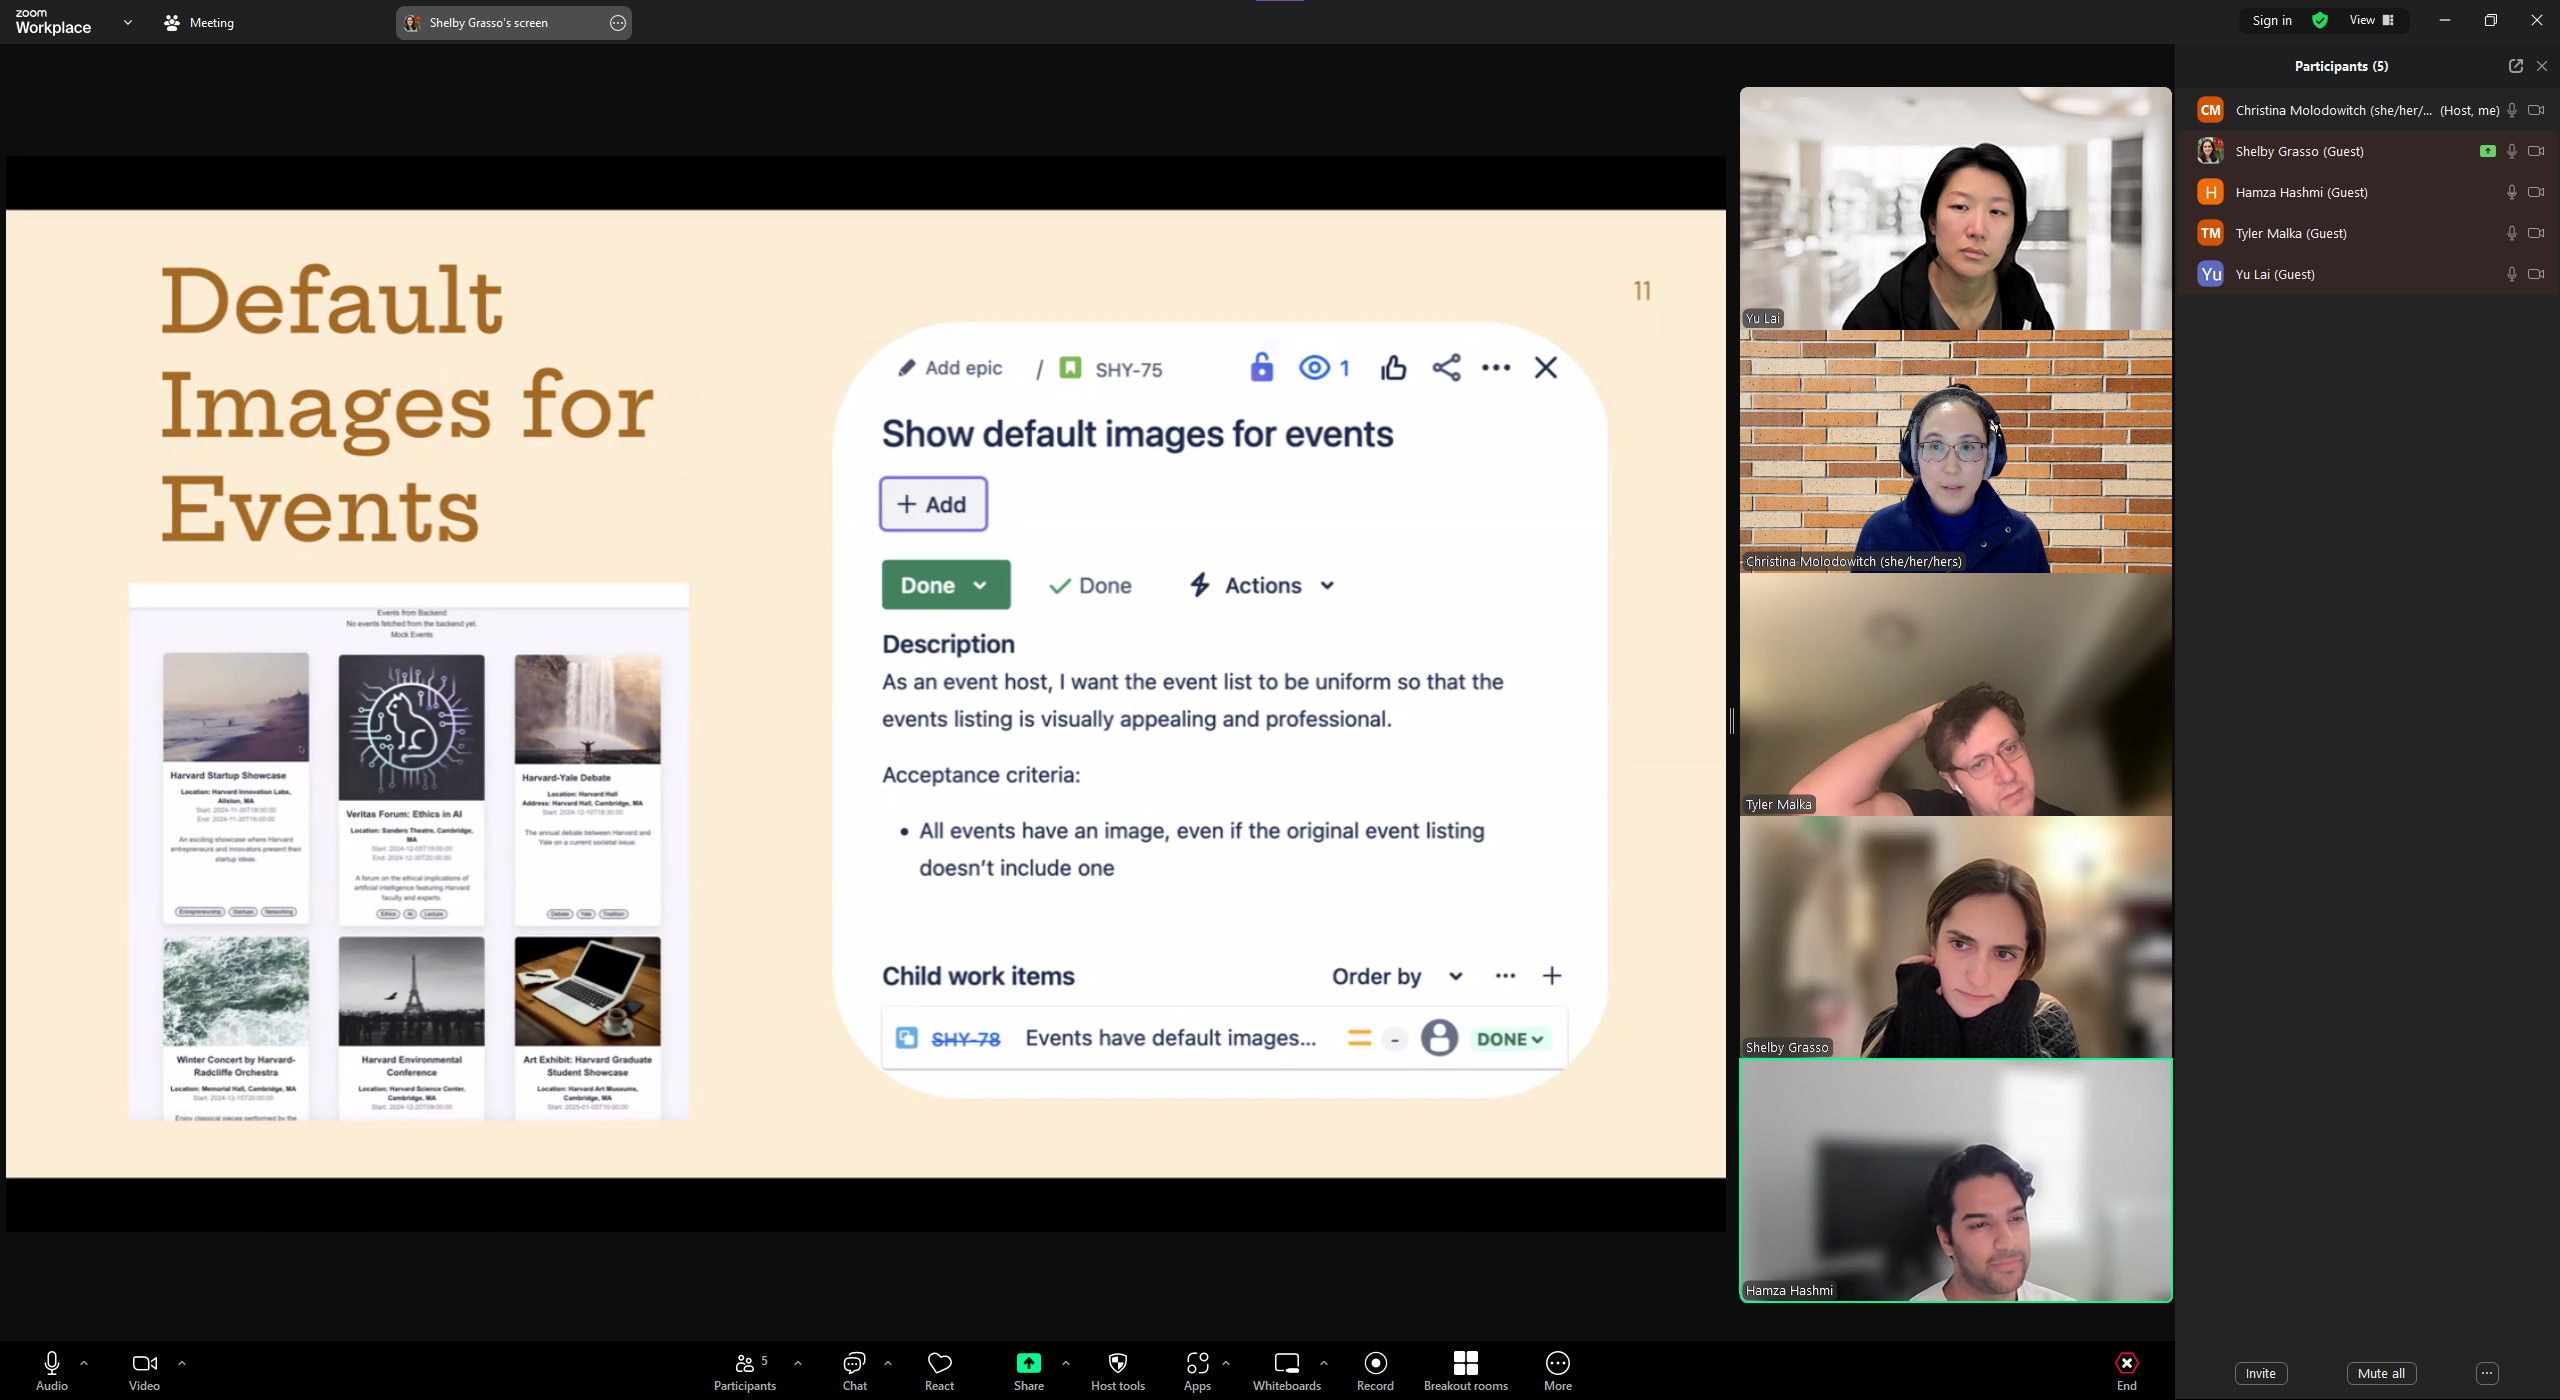 zoom
Workplace
Meeting
Shelby Grasso's screen
Sign in
View
Default
Images for
Events
11
Events from Backend
No events fetched from the backend yet.
Mock Events
Harvard Startup Showcase
Location: Harvard Innovation Labs,
Allston, MA
Start: 2024-11-30T18:00:00
End: 2024-11-30T19:00:00
An exciting showcase where Harvard
entrepreneurs and innovators present their
startup ideas.
Entrepreneurship
Startups
Networking
Veritas Forum: Ethics in AI
Location: Sanders Theatre, Cambridge,
MA
Start: 2024-12-05T19:00:00
End: 2024-12-30T20:00:00
A forum on the ethical implications of
artificial intelligence featuring Harvard
faculty and experts.
Ethics
AI
Lecture
Harvard-Yale Debate
Location: Harvard Hall
Address: Harvard Hall, Cambridge, MA
Start: 2024-12-10T18:30:00
The annual debate between Harvard and
Yale on a current societal issue.
Debate
Yale
Tradition
Winter Concert by Harvard-
Radcliffe Orchestra
Location: Memorial Hall, Cambridge, MA
Start: 2024-12-15T20:00:00
Enjoy classical pieces performed by the
Harvard Environmental
Conference
Location: Harvard Science Center,
Cambridge, MA
Start: 2024-12-20T09:00:00
Art Exhibit: Harvard Graduate
Student Showcase
Location: Harvard Art Museums,
Cambridge, MA
Start: 2025-01-05T10:00:00
Add epic / SHY-75
1
Show default images for events
+ Add
Done
Done
Actions
Description
As an event host, I want the event list to be uniform so that the
events listing is visually appealing and professional.
Acceptance criteria:
• All events have an image, even if the original event listing
doesn't include one
Child work items
Order by
SHY-78 Events have default images... - DONE
Yu Lai
Christina Molodowitch (she/her/hers)
Tyler Malka
Shelby Grasso
Hamza Hashmi
Participants (5)
CM Christina Molodowitch (she/her/... (Host, me)
Shelby Grasso (Guest)
H Hamza Hashmi (Guest)
TM Tyler Malka (Guest)
Yu Yu Lai (Guest)
Audio
Video
Participants
5
Chat
React
Share
Host tools
Apps
Whiteboards
Record
Breakout rooms
More
End
Invite
Mute all